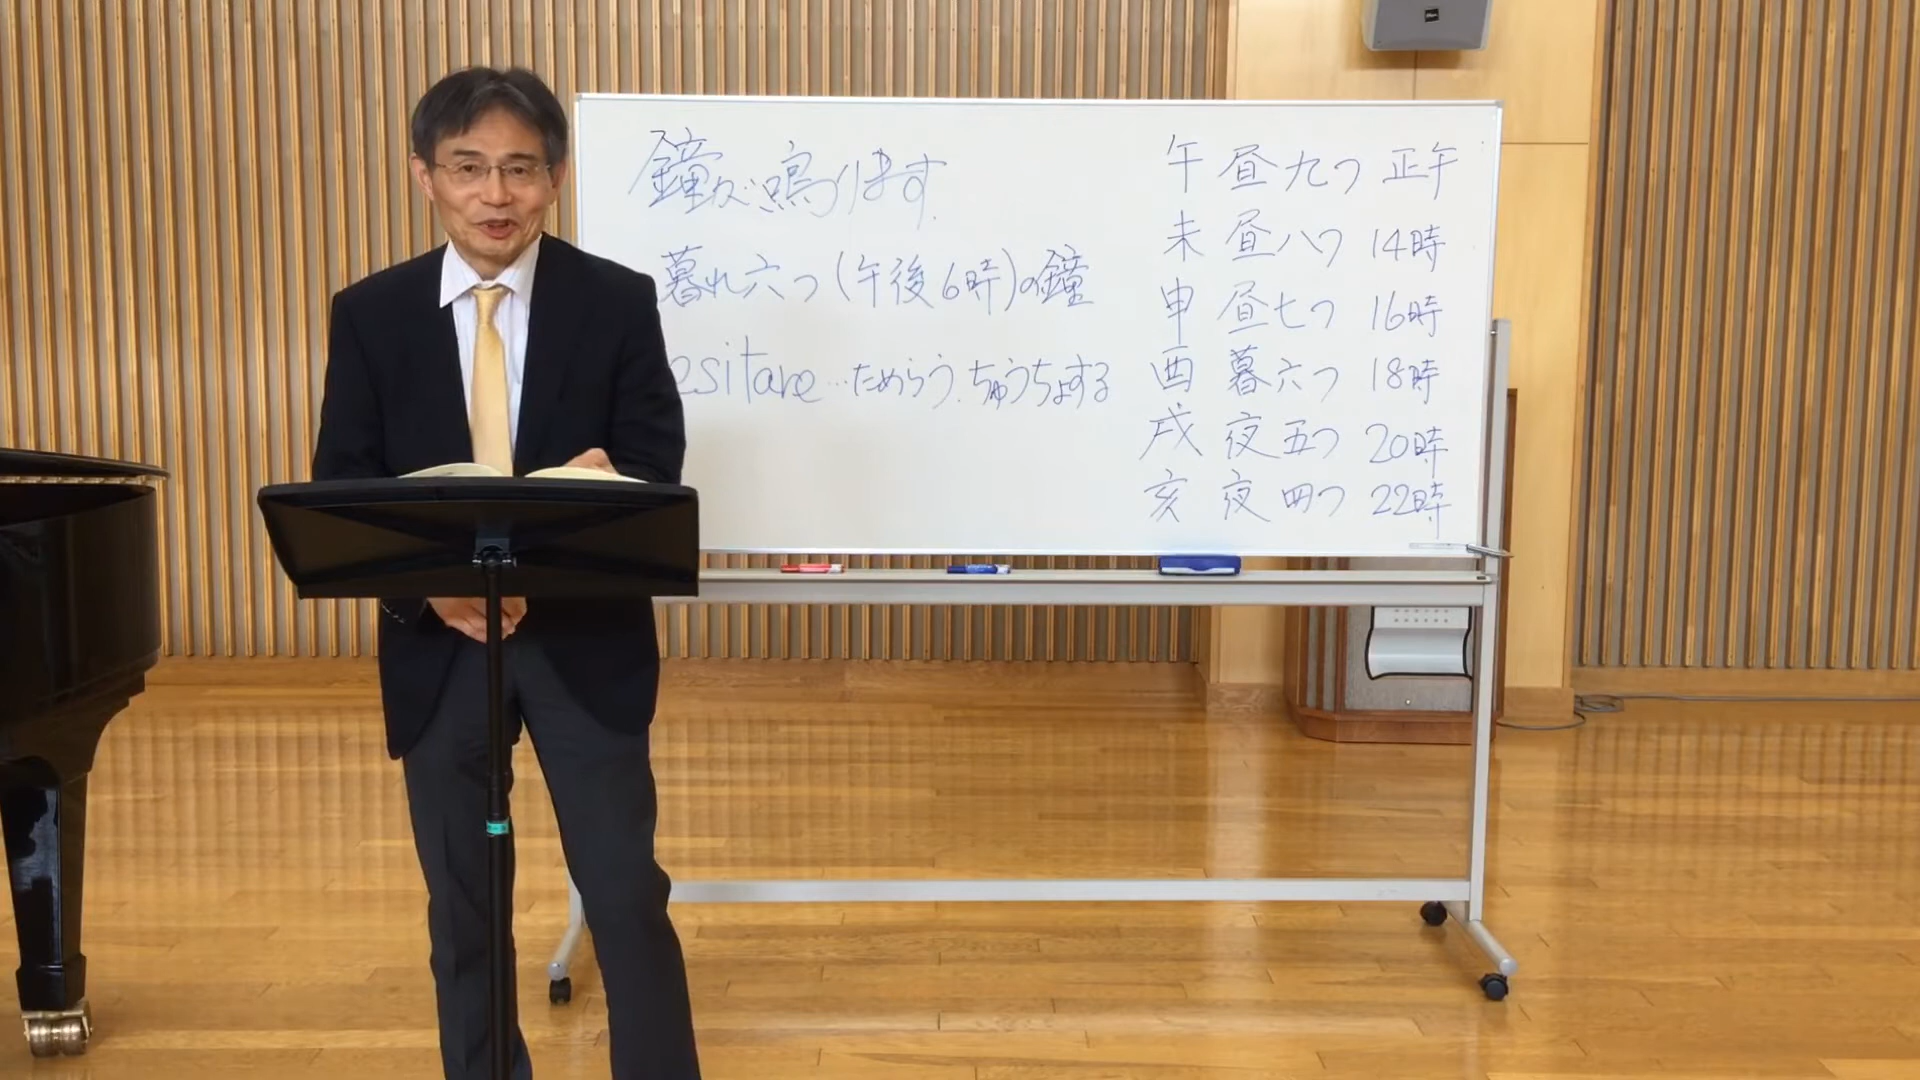 鐘が鳴ります
暮れ六つ(午後6時)の鐘
esitare…ためらう、ちゅうちょする
午 昼九つ 正午
未 昼八つ 14時
申 昼七つ 16時
酉 暮六つ 18時
戌 夜五つ 20時
亥 夜四つ 22時